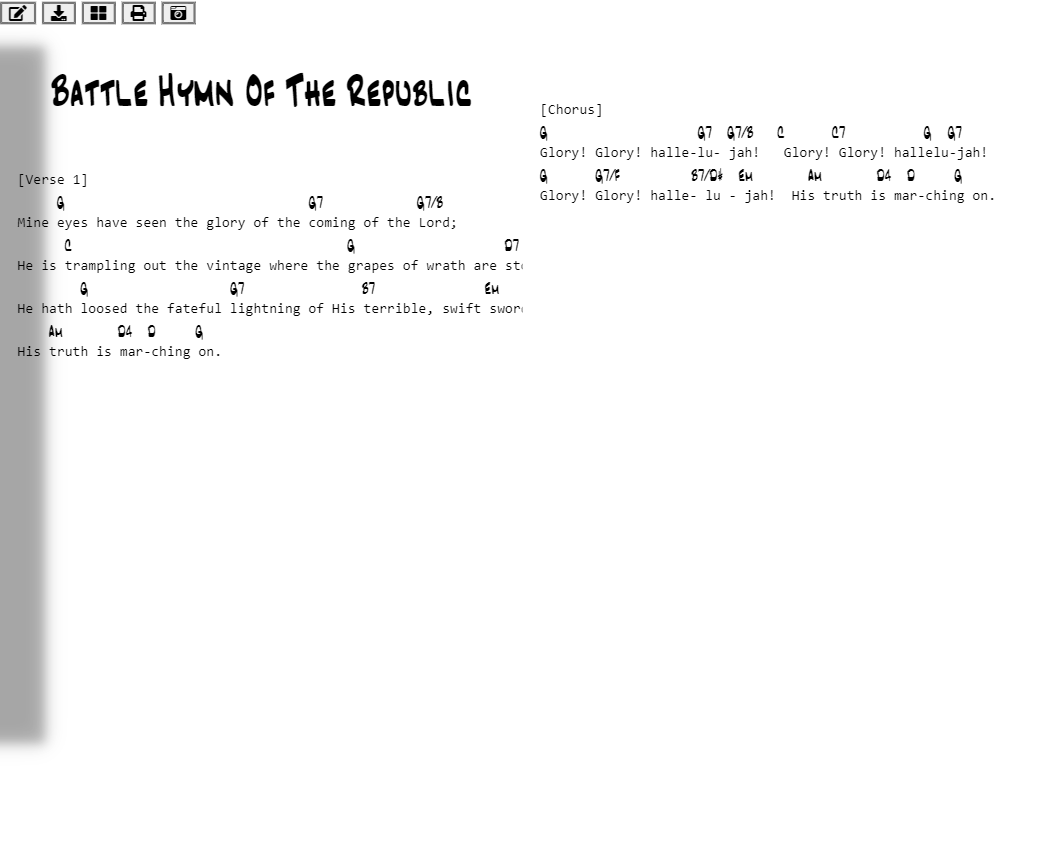 Battle Hymn Of The Republic
[Verse 1]
G G7 G7/B
Mine eyes have seen the glory of the coming of the Lord;
C G D7
He is trampling out the vintage where the grapes of wrath are st
G G7 B7 Em
He hath loosed the fateful lightning of His terrible, swift swor
Am D4 D G
His truth is mar-ching on.
[Chorus]
G G7 G7/B C C7 G G7
Glory! Glory! halle-lu- jah! Glory! Glory! hallelu-jah!
G G7/F B7/D# Em Am D4 D G
Glory! Glory! halle- lu - jah! His truth is mar-ching on.